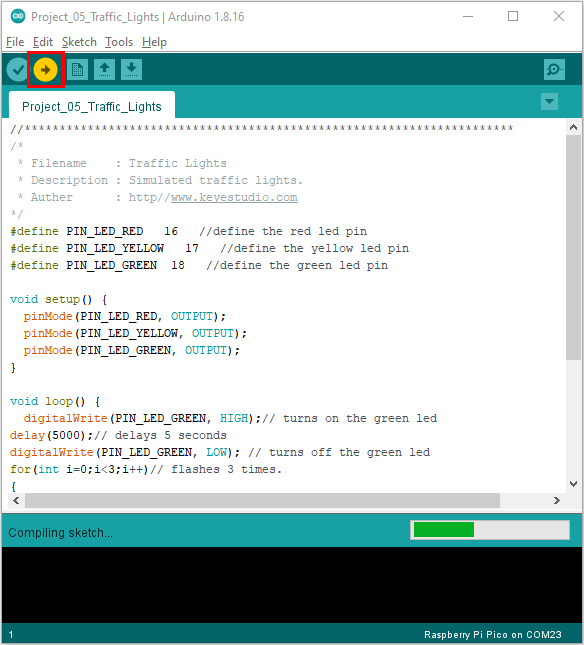 Project_05_Traffic_Lights | Arduino 1.8.16
File Edit Sketch Tools Help
Project_05_Traffic_Lights
//**********************************************************************
/*
 * Filename    : Traffic Lights
 * Description : Simulated traffic lights.
 * Auther      : http//www.keyestudio.com
*/
#define PIN_LED_RED   16   //define the red led pin
#define PIN_LED_YELLOW   17   //define the yellow led pin
#define PIN_LED_GREEN  18   //define the green led pin
void setup() {
  pinMode(PIN_LED_RED, OUTPUT);
  pinMode(PIN_LED_YELLOW, OUTPUT);
  pinMode(PIN_LED_GREEN, OUTPUT);
}
void loop() {
  digitalWrite(PIN_LED_GREEN, HIGH);// turns on the green led
delay(5000);// delays 5 seconds
digitalWrite(PIN_LED_GREEN, LOW); // turns off the green led
for(int i=0;i<3;i++)// flashes 3 times.
{
Compiling sketch...
1 Raspberry Pi Pico on COM23